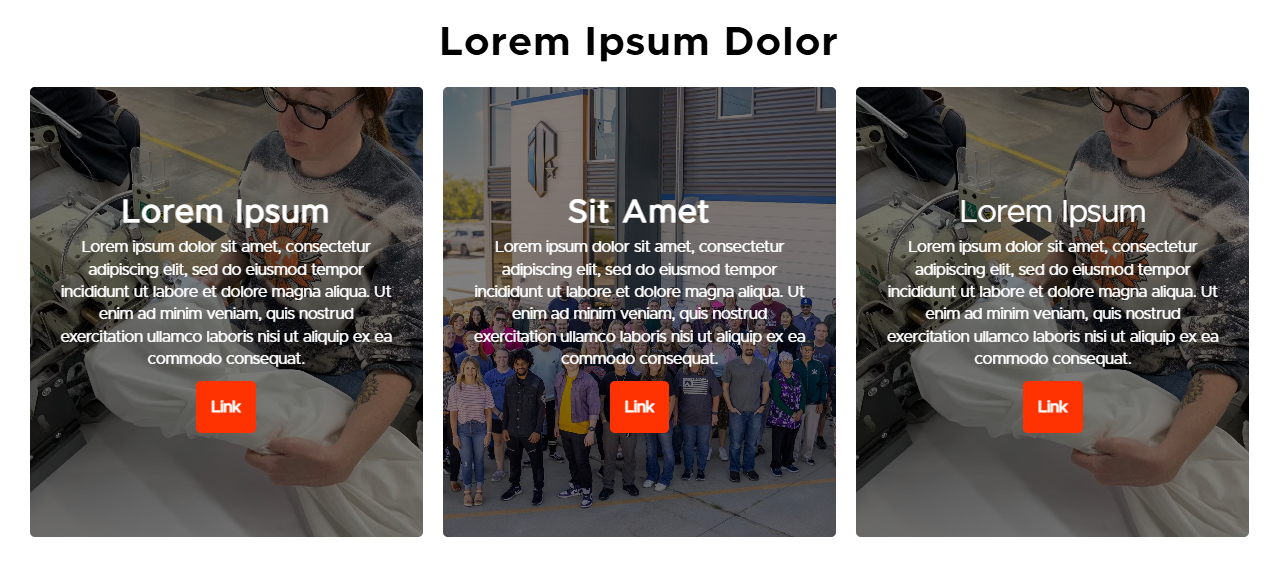 Lorem Ipsum Dolor
Lorem Ipsum
Lorem ipsum dolor sit amet, consectetur
adipiscing elit, sed do eiusmod tempor
incididunt ut labore et dolore magna aliqua. Ut
enim ad minim veniam, quis nostrud
exercitation ullamco laboris nisi ut aliquip ex ea
commodo consequat.
Link
Sit Amet
Lorem ipsum dolor sit amet, consectetur
adipiscing elit, sed do eiusmod tempor
incididunt ut labore et dolore magna aliqua. Ut
enim ad minim veniam, quis nostrud
exercitation ullamco laboris nisi ut aliquip ex ea
commodo consequat.
Link
Lorem Ipsum
Lorem ipsum dolor sit amet, consectetur
adipiscing elit, sed do eiusmod tempor
incididunt ut labore et dolore magna aliqua. Ut
enim ad minim veniam, quis nostrud
exercitation ullamco laboris nisi ut aliquip ex ea
commodo consequat.
Link